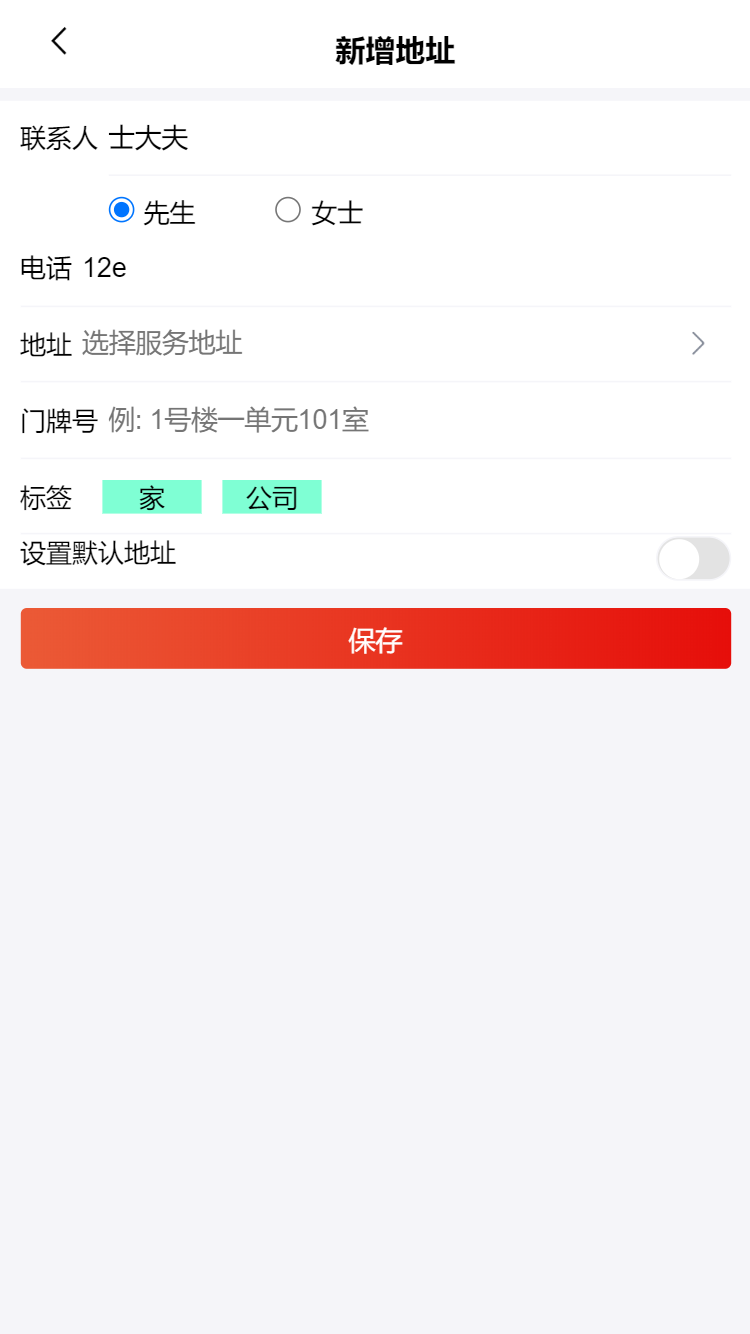 新增地址
联系人 士大夫
先生 女士
电话 12e
地址 选择服务地址
门牌号 例: 1号楼一单元101室
标签 家 公司
设置默认地址
保存